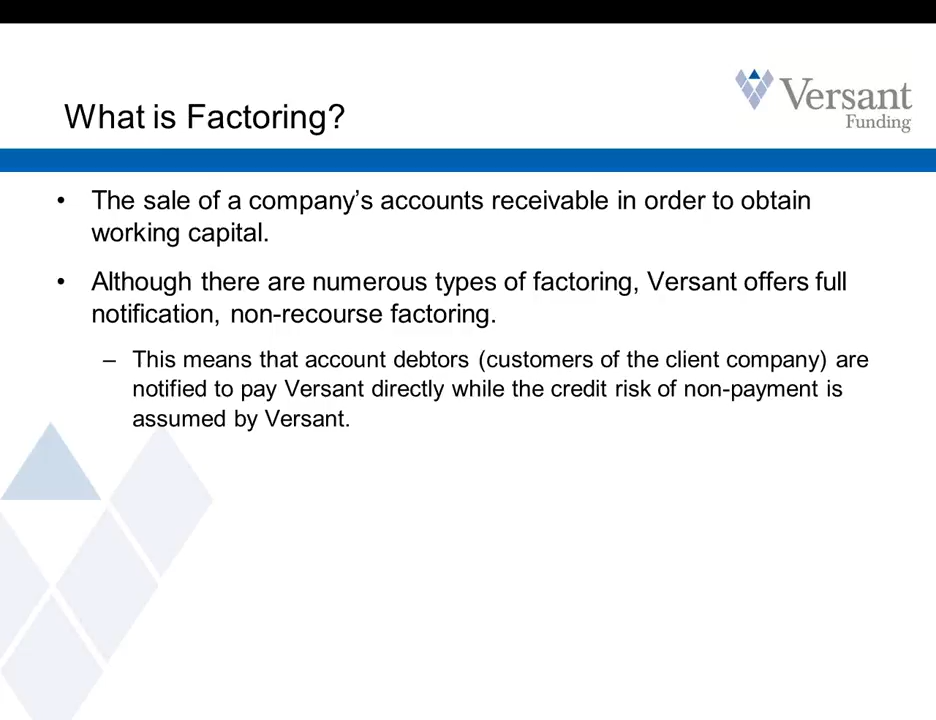 Versant
Funding
What is Factoring?
• The sale of a company’s accounts receivable in order to obtain
working capital.
• Although there are numerous types of factoring, Versant offers full
notification, non-recourse factoring.
– This means that account debtors (customers of the client company) are
notified to pay Versant directly while the credit risk of non-payment is
assumed by Versant.